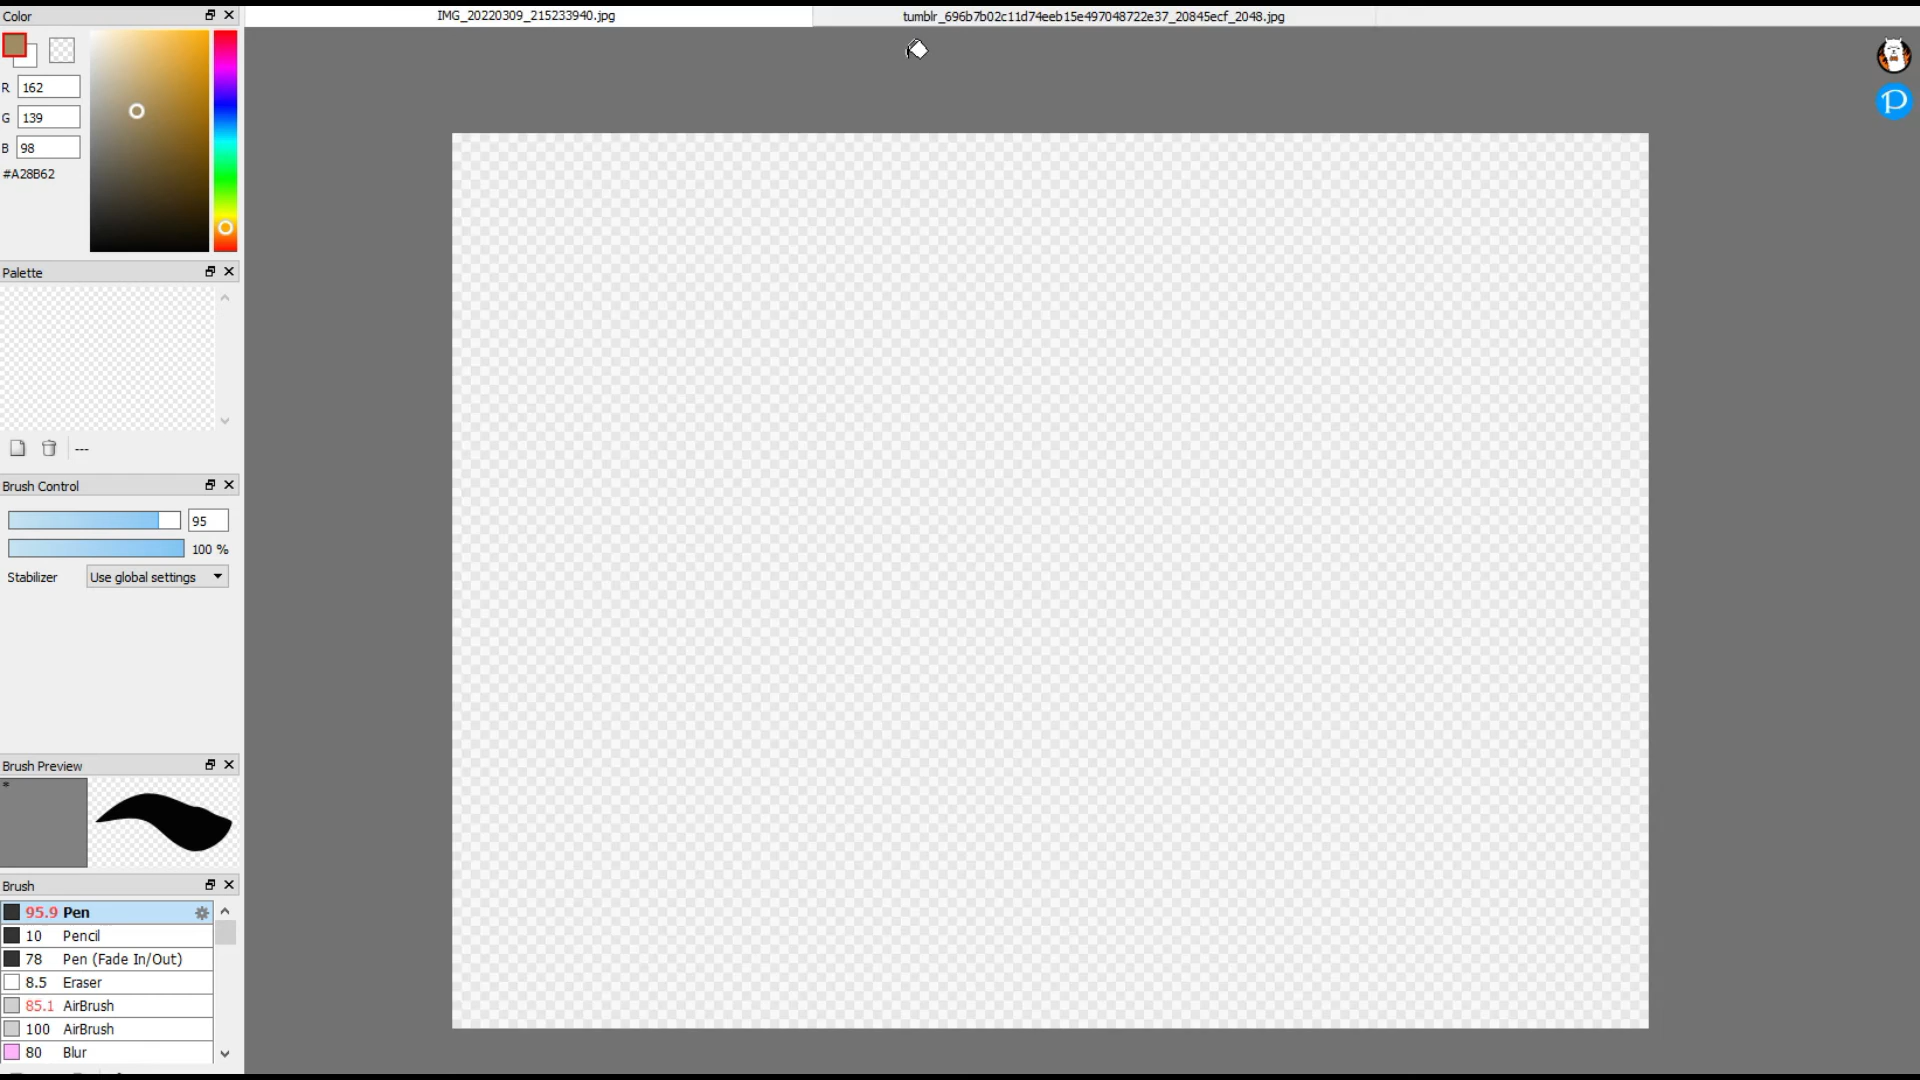 Color
IMG_20220309_215233940.jpg
tumblr_696b7b02c11d74eeb15e497048722e37_20845ecf_2048.jpg
R 162
G 139
B 98
#A28B62
P
Palette
---
Brush Control
95
100 %
Stabilizer Use global settings
Brush Preview
*
Brush
95.9 Pen
10 Pencil
78 Pen (Fade In/Out)
8.5 Eraser
85.1 AirBrush
100 AirBrush
80 Blur